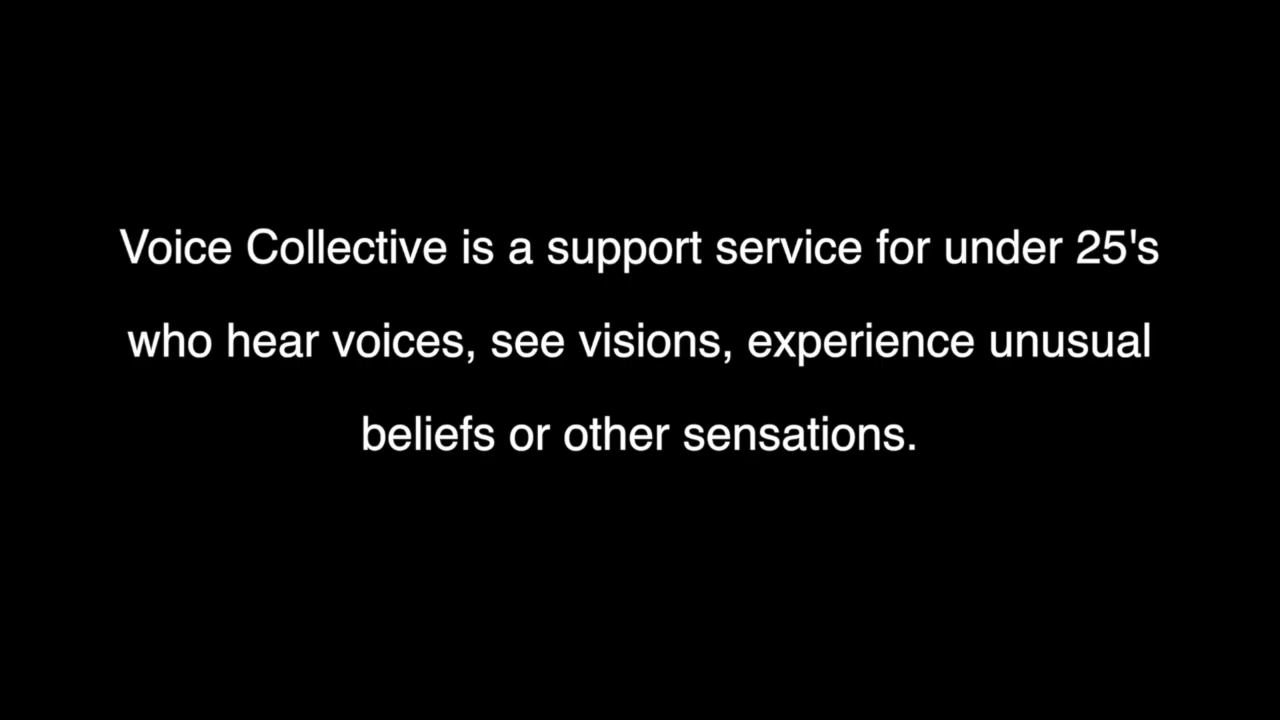 Voice Collective is a support service for under 25's
who hear voices, see visions, experience unusual
beliefs or other sensations.